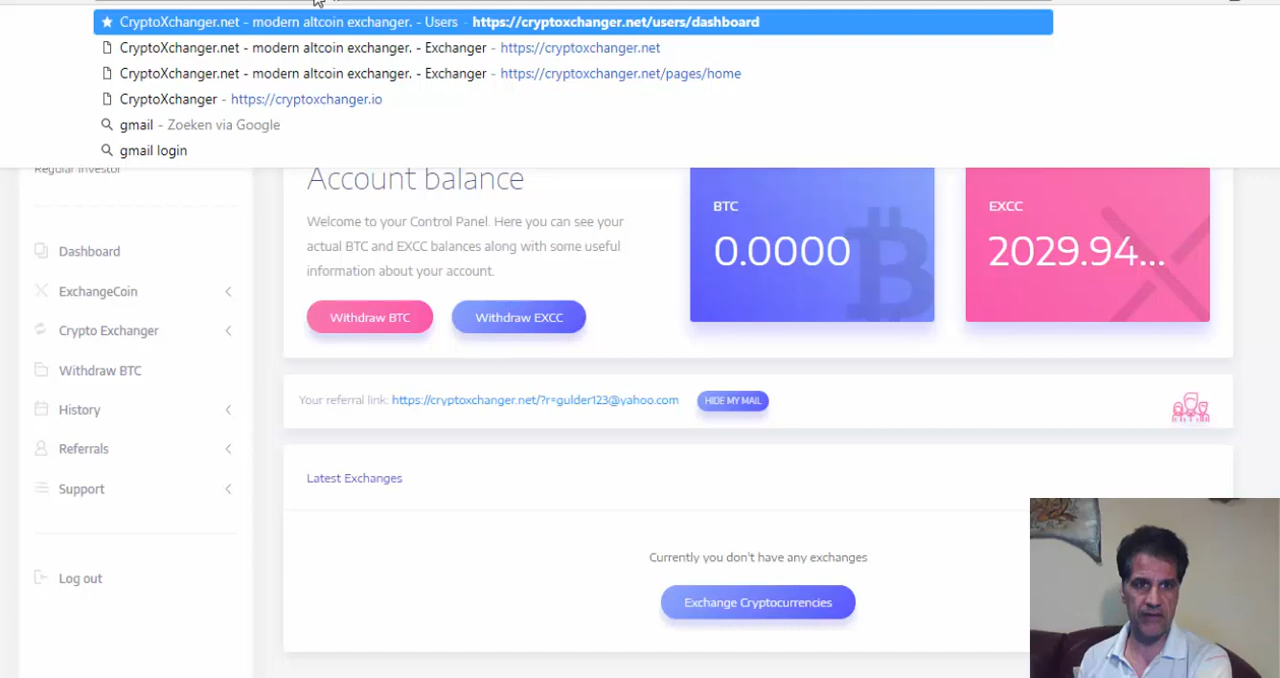 CryptoXchanger.net - modern altcoin exchanger. - Users - https://cryptoxchanger.net/users/dashboard
CryptoXchanger.net - modern altcoin exchanger. - Exchanger - https://cryptoxchanger.net
CryptoXchanger.net - modern altcoin exchanger. - Exchanger - https://cryptoxchanger.net/pages/home
CryptoXchanger - https://cryptoxchanger.io
gmail - Zoeken via Google
gmail login
Regular Investor
Dashboard
ExchangeCoin
Crypto Exchanger
Withdraw BTC
History
Referrals
Support
Log out
Account balance
Welcome to your Control Panel. Here you can see your
actual BTC and EXCC balances along with some useful
information about your account.
Withdraw BTC
Withdraw EXCC
BTC
0.0000
EXCC
2029.94...
Your referral link: https://cryptoxchanger.net/?r=gulder123@yahoo.com
HIDE MY MAIL
Latest Exchanges
Currently you don't have any exchanges
Exchange Cryptocurrencies